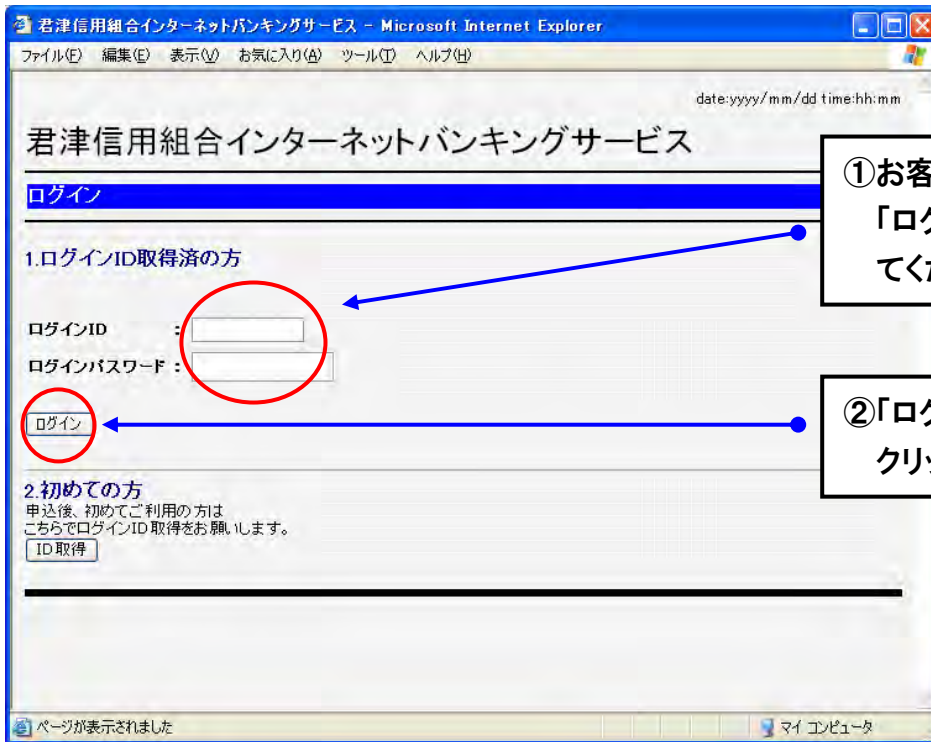 君津信用組合インターネットバンキングサービス - Microsoft Internet Explorer
ファイル(F) 編集(E) 表示(V) お気に入り(A) ツール(T) ヘルプ(H)
date:yyyy/mm/dd time:hh:mm
君津信用組合インターネットバンキングサービス
ログイン
①お客
「ログ
てくだ
1.ログインID取得済の方
ログインID :
ログインパスワード :
ログイン
②「ログ
クリッ
2.初めての方
申込後、初めてご利用の方は
こちらでログインID取得をお願いします。
ID取得
ページが表示されました
マイ コンピュータ